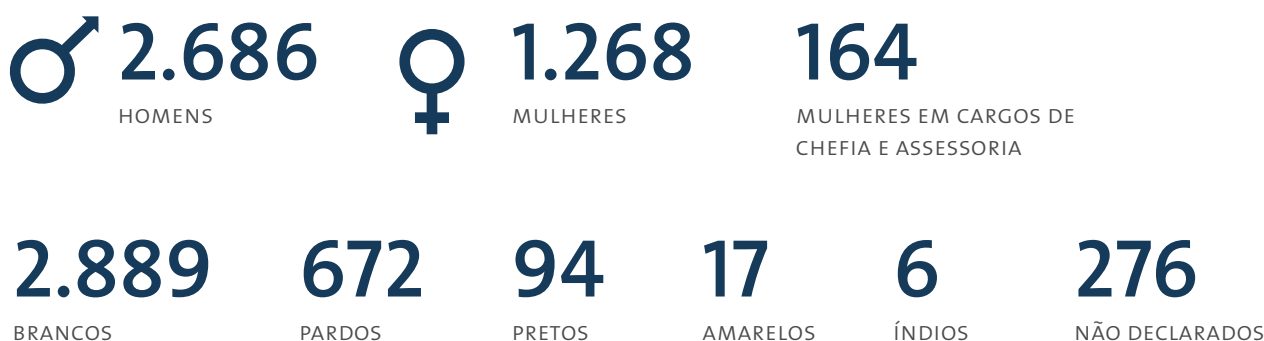 2.686 1.268 164
HOMENS MULHERES MULHERES EM CARGOS DE
CHEFIA E ASSESSORIA
2.889 672 94 17 6 276
BRANCOS PARDOS PRETOS AMARELOS ÍNDIOS NÃO DECLARADOS